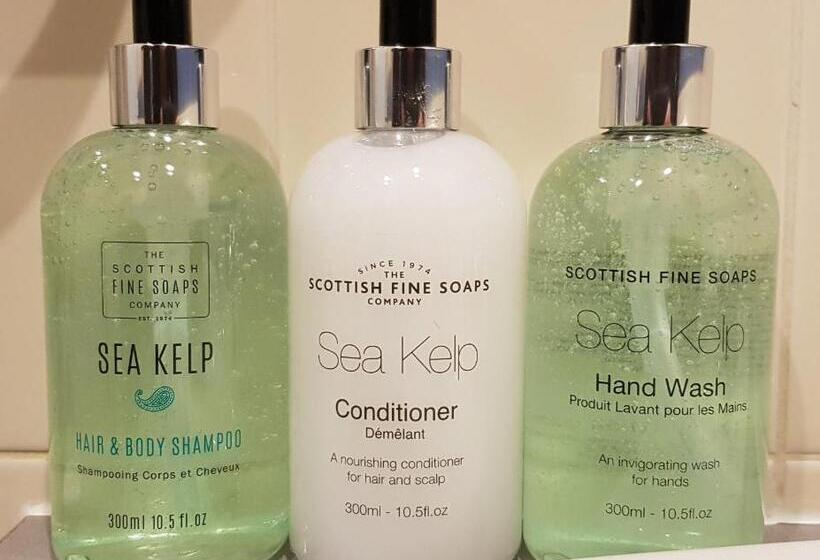 THE
SCOTTISH
FINE SOAPS
COMPANY
EST. 1974
SEA KELP
HAIR & BODY SHAMPOO
Shampooing Corps et Cheveux
300ml 10.5 fl.oz
SINCE 1974
THE
SCOTTISH FINE SOAPS
COMPANY
Sea Kelp
Conditioner
Démêlant
A nourishing conditioner
for hair and scalp
300ml - 10.5fl.oz
SCOTTISH FINE SOAPS
Sea Kelp
Hand Wash
Produit Lavant pour les Mains
An invigorating wash
for hands
300ml - 10.5fl.oz